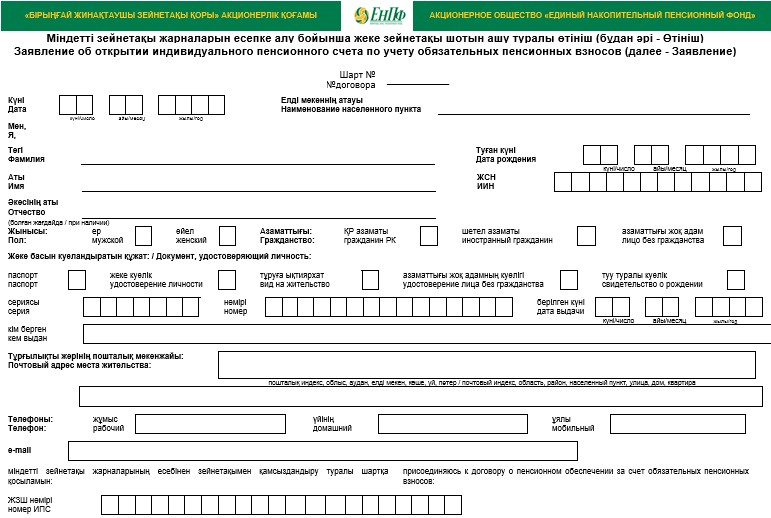 «БІРЫҢҒАЙ ЖИНАҚТАУШЫ ЗЕЙНЕТАҚЫ ҚОРЫ» АКЦИОНЕРЛІК ҚОҒАМЫ
ЕНПФ
АКЦИОНЕРНОЕ ОБЩЕСТВО «ЕДИНЫЙ НАКОПИТЕЛЬНЫЙ ПЕНСИОННЫЙ ФОНД»
Міндетті зейнетақы жарналарын есепке алу бойынша жеке зейнетақы шотын ашу туралы өтініш (бұдан әрі - Өтініш)
Заявление об открытии индивидуального пенсионного счета по учету обязательных пенсионных взносов (далее - Заявление)
Шарт №
№договора
Күні
Дата
күні/число айы/месяц жылы/год
Елді мекеннің атауы
Наименование населенного пункта
Мен,
Я,
Тегі
Фамилия
Туған күні
Дата рождения
күні/число айы/месяц жылы/год
Аты
Имя
ЖСН
ИИН
Әкесінің аты
Отчество
(болған жағдайда / при наличии)
Жынысы: ер әйел Азаматтығы: ҚР азаматы шетел азаматы азаматтығы жоқ адам
Пол: мужской женский Гражданство: гражданин РК иностранный гражданин лицо без гражданства
Жеке басын куеландыратын құжат: / Документ, удостоверяющий личность:
паспорт жеке куелік тұруға ықтиярхат азаматтығы жоқ адамның куелігі туу туралы куелік
паспорт удостоверение личности вид на жительство удостоверение лица без гражданства свидетельство о рождении
сериясы нөмірі берілген күні
серия номер дата выдачи
күні/число айы/месяц жылы/год
кім берген
кем выдан
Тұрғылықты жерінің пошталық мекенжайы:
Почтовый адрес места жительства:
пошталық индекс, облыс, аудан, елді мекен, көше, үй, пәтер / почтовый индекс, область, район, населенный пункт, улица, дом, квартира
Телефоны: жұмыс үйінің ұялы
Телефон: рабочий домашний мобильный
e-mail
міндетті зейнетақы жарналарының есебінен зейнетақымен қамсыздандыру туралы шартқа
қосыламын:
присоединяюсь к договору о пенсионном обеспечении за счет обязательных пенсионных
взносов:
ЖЗШ нөмірі
номер ИПС